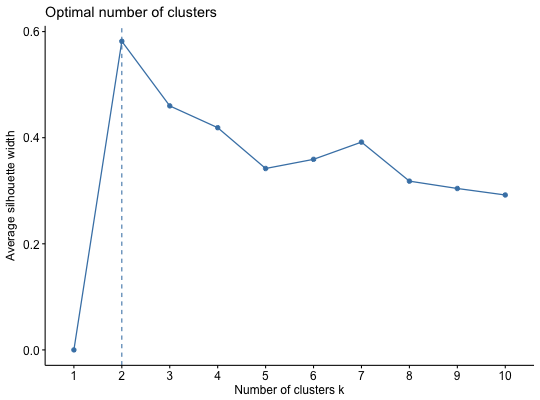 Optimal number of clusters
0.6
0.4
0.2
0.0
Average silhouette width
1 2 3 4 5 6 7 8 9 10
Number of clusters k